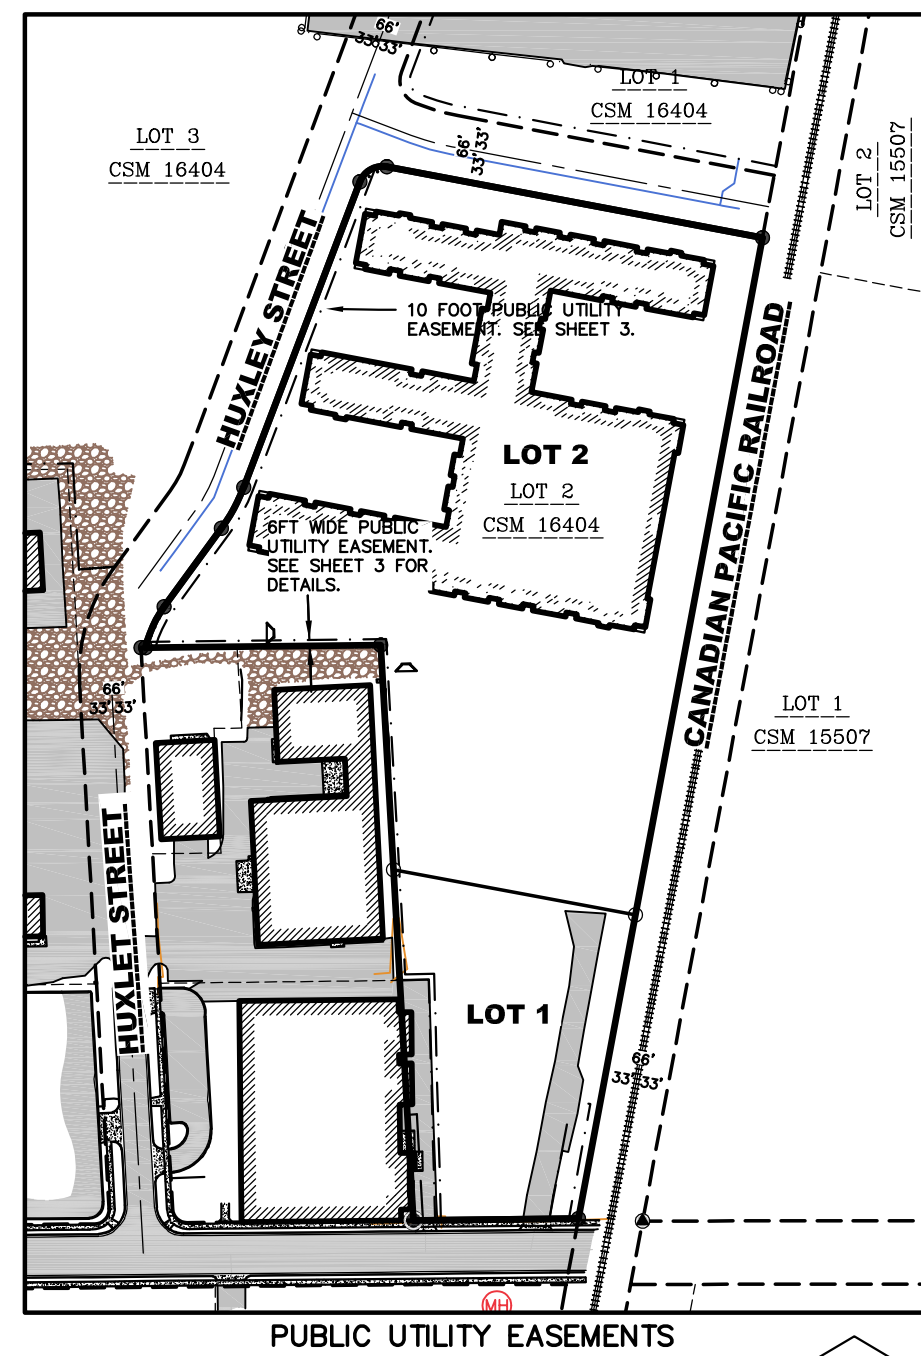 66'
33' 33'
LOT 1
CSM 16404
LOT 3
CSM 16404
66'
33' 33'
LOT 2
CSM 15507
HUXLEY STREET
10 FOOT PUBLIC UTILITY
EASEMENT. SEE SHEET 3.
CANADIAN PACIFIC RAILROAD
LOT 2
LOT 2
CSM 16404
6FT WIDE PUBLIC
UTILITY EASEMENT.
SEE SHEET 3 FOR
DETAILS.
66'
33' 33'
LOT 1
CSM 15507
HUXLET STREET
LOT 1
66'
33' 33'
MH
PUBLIC UTILITY EASEMENTS